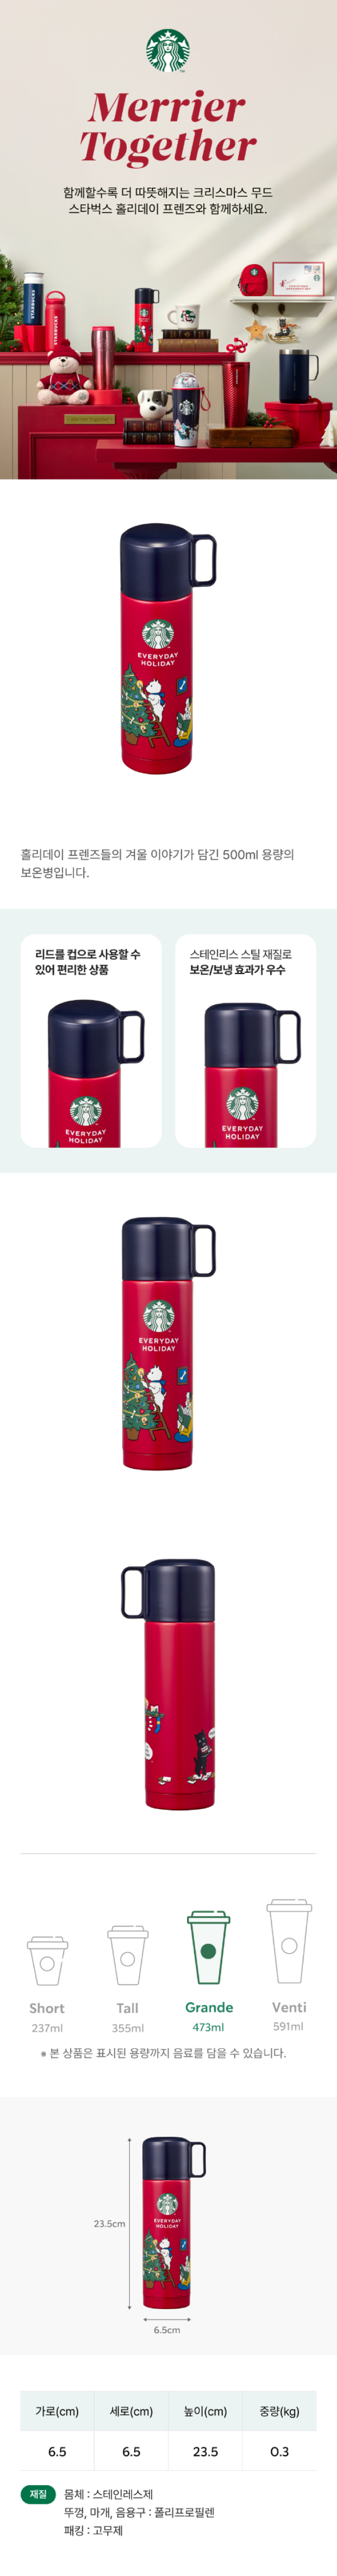 Merrier
Together
함께할수록 더 따뜻해지는 크리스마스 무드
스타벅스 홀리데이 프렌즈와 함께하세요.
STARBUCKS
STARBUCKS
EVERYDAY
HOLIDAY
홀리데이 프렌즈들의 겨울 이야기가 담긴 500ml 용량의
보온병입니다.
리드를 컵으로 사용할 수
있어 편리한 상품
스테인리스 스틸 재질로
보온/보냉 효과가 우수
EVERYDAY
HOLIDAY
EVERYDAY
HOLIDAY
EVERYDAY
HOLIDAY
Short
Tall
Grande
Venti
237ml
355ml
473ml
591ml
※ 본 상품은 표시된 용량까지 음료를 담을 수 있습니다.
23.5cm
EVERYDAY
HOLIDAY
6.5cm
가로(cm) 세로(cm) 높이(cm) 중량(kg)
6.5 6.5 23.5 0.3
재질 몸체 : 스테인레스제
뚜껑, 마개, 음용구 : 폴리프로필렌
패킹 : 고무제